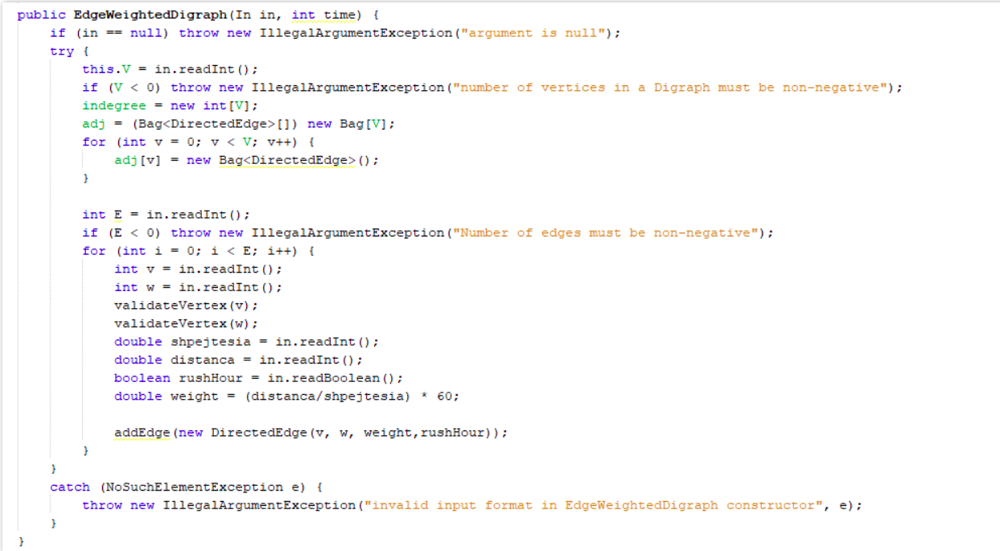 public EdgeWeightedDigraph(In in, int time) {
    if (in == null) throw new IllegalArgumentException("argument is null");
    try {
        this.V = in.readInt();
        if (V < 0) throw new IllegalArgumentException("number of vertices in a Digraph must be non-negative");
        indegree = new int[V];
        adj = (Bag<DirectedEdge>[]) new Bag[V];
        for (int v = 0; v < V; v++) {
            adj[v] = new Bag<DirectedEdge>();
        }

        int E = in.readInt();
        if (E < 0) throw new IllegalArgumentException("Number of edges must be non-negative");
        for (int i = 0; i < E; i++) {
            int v = in.readInt();
            int w = in.readInt();
            validateVertex(v);
            validateVertex(w);
            double shpejtesia = in.readInt();
            double distanca = in.readInt();
            boolean rushHour = in.readBoolean();
            double weight = (distanca/shpejtesia) * 60;

            addEdge(new DirectedEdge(v, w, weight,rushHour));
        }
    }
    catch (NoSuchElementException e) {
        throw new IllegalArgumentException("invalid input format in EdgeWeightedDigraph constructor", e);
    }
}